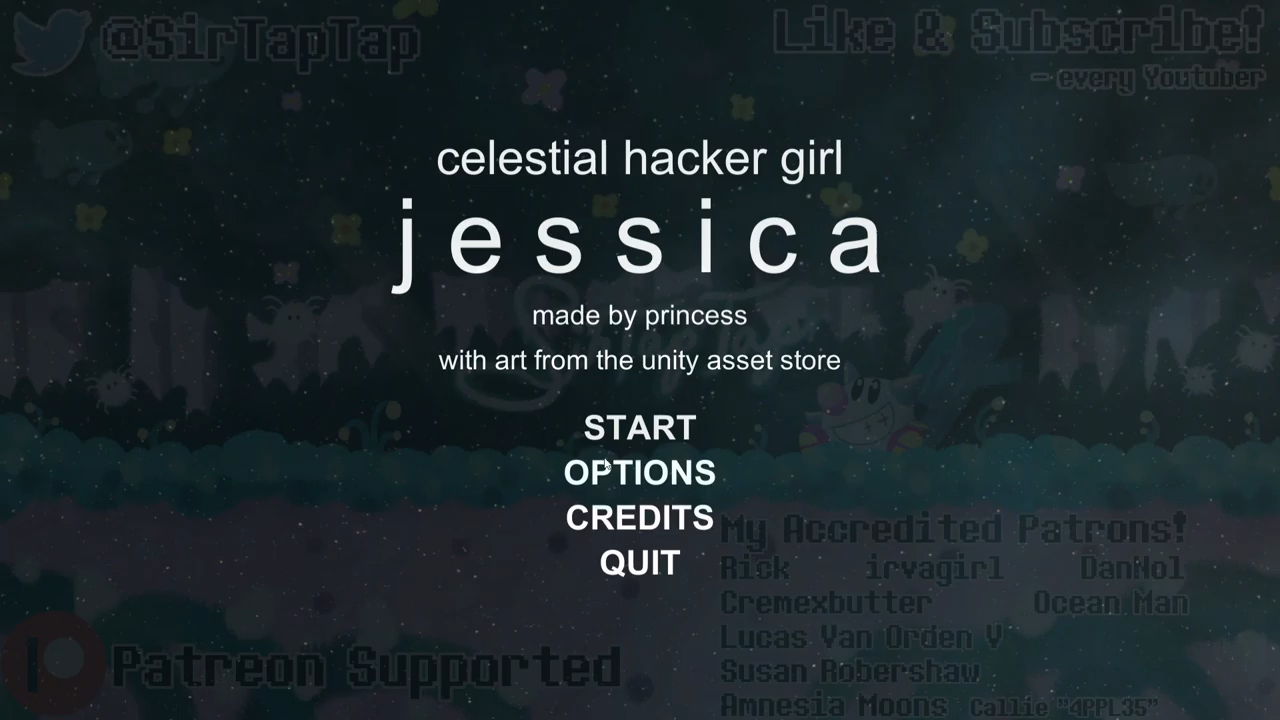 @SirTapTap
Like & Subscribe!
- every Youtuber
celestial hacker girl
jessica
made by princess
with art from the unity asset store
START
OPTIONS
CREDITS
QUIT
My Accredited Patrons!
Rick irvagirl DanNol
Cremexbutter Ocean Man
Lucas Van Orden V
Susan Robershaw
Amnesia Moons Callie "4PPL35"
Patreon Supported